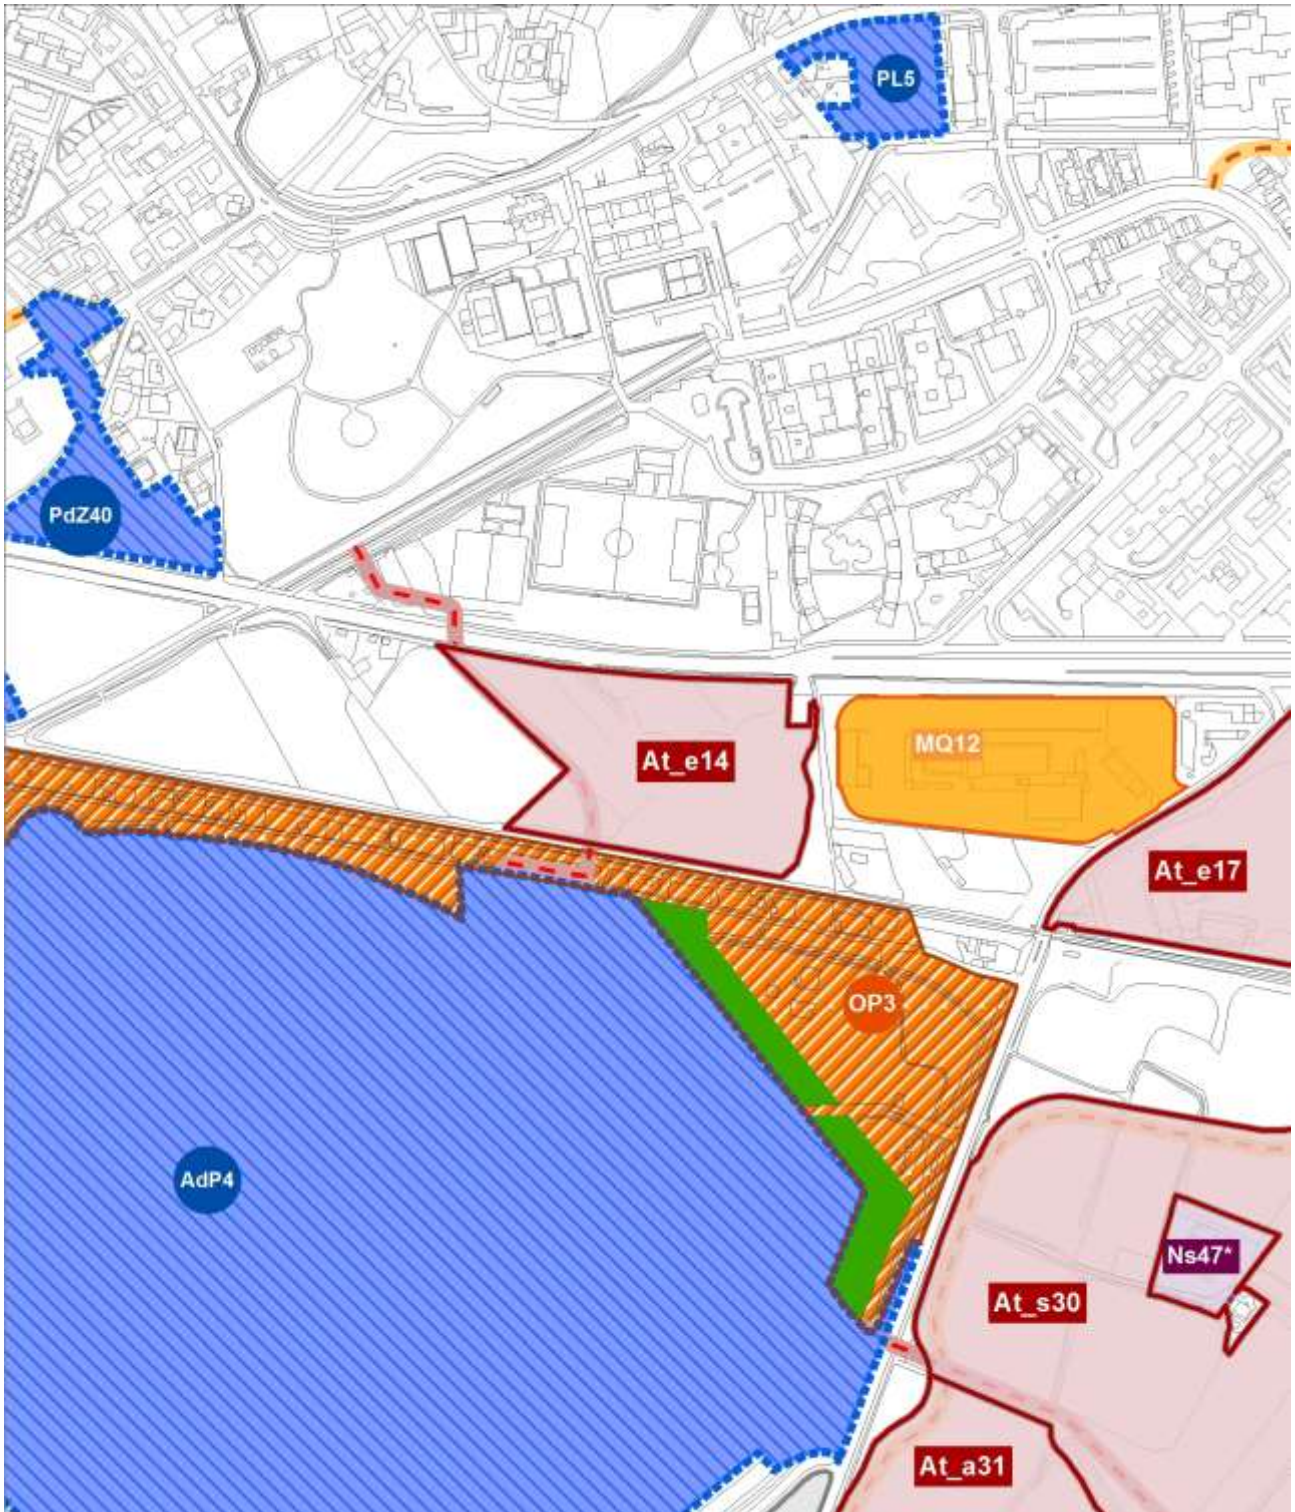 PL5
PdZ40
At_e14
MQ12
At_e17
OP3
AdP4
Ns47*
At_s30
At_a31